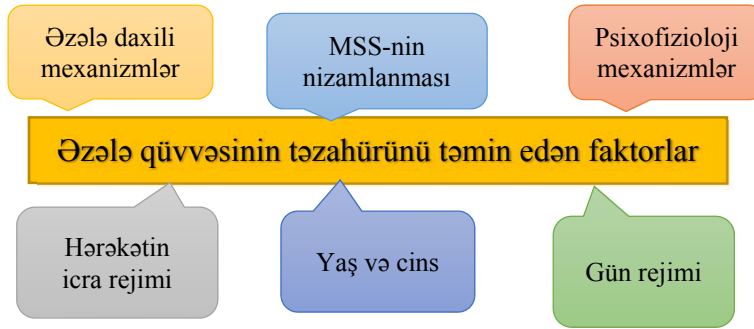 Əzələ daxili
mexanizmlər
MSS-nin
nizamlanması
Psixofizioloji
mexanizmlər
Əzələ qüvvəsinin təzahürünü təmin edən faktorlar
Hərəkətin
icra rejimi
Yaş və cins
Gün rejimi